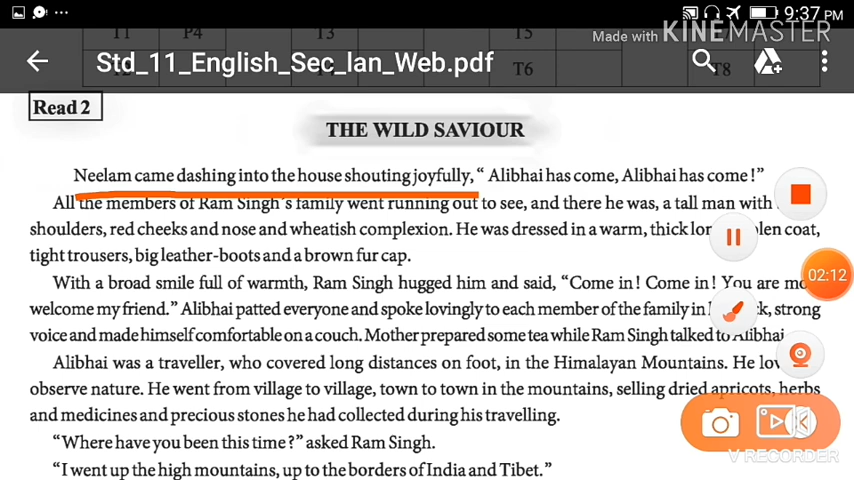 9:37 PM
Made with KINEMASTER
T1 P4 T3 T5
Std_11_English_Sec_lan_Web.pdf
T6 T8
Read 2
THE WILD SAVIOUR
Neelam came dashing into the house shouting joyfully, “ Alibhai has come, Alibhai has come !”
All the members of Ram Singh's family went running out to see, and there he was, a tall man with
shoulders, red cheeks and nose and wheatish complexion. He was dressed in a warm, thick coat,
tight trousers, big leather-boots and a brown fur cap.
With a broad smile full of warmth, Ram Singh hugged him and said, “Come in! Come in! You are
welcome my friend.” Alibhai patted everyone and spoke lovingly to each member of the family in strong
voice and made himself comfortable on a couch. Mother prepared some tea while Ram Singh talked to Alibhai
Alibhai was a traveller, who covered long distances on foot, in the Himalayan Mountains. He
observe nature. He went from village to village, town to town in the mountains, selling dried apricots, herbs
and medicines and precious stones he had collected during his travelling.
“Where have you been this time?” asked Ram Singh.
“I went up the high mountains, up to the borders of India and Tibet.”
02:12
V RECORDER